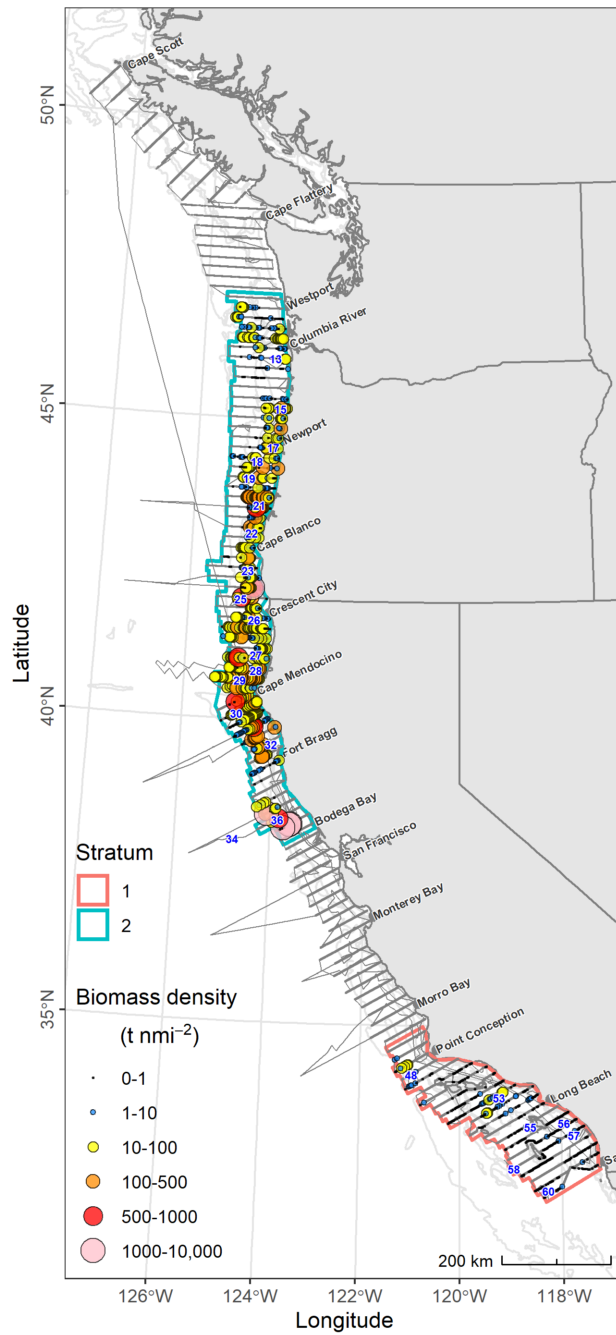 Cape Scott
50°N
Cape Flattery
Westport
Columbia River
13
45°N
15
Newport
17
18
19
21
22
Cape Blanco
23
25
Crescent City
26
27
28
29
Cape Mendocino
40°N
30
32
Fort Bragg
36
Bodega Bay
34
San Francisco
Stratum
1
2
Monterey Bay
Biomass density
(t nmi⁻²)
0-1
1-10
10-100
100-500
500-1000
1000-10,000
35°N
Morro Bay
Point Conception
48
53
Long Beach
55
56
57
Sa
58
60
200 km
126°W
124°W
122°W
120°W
118°W
Latitude
Longitude